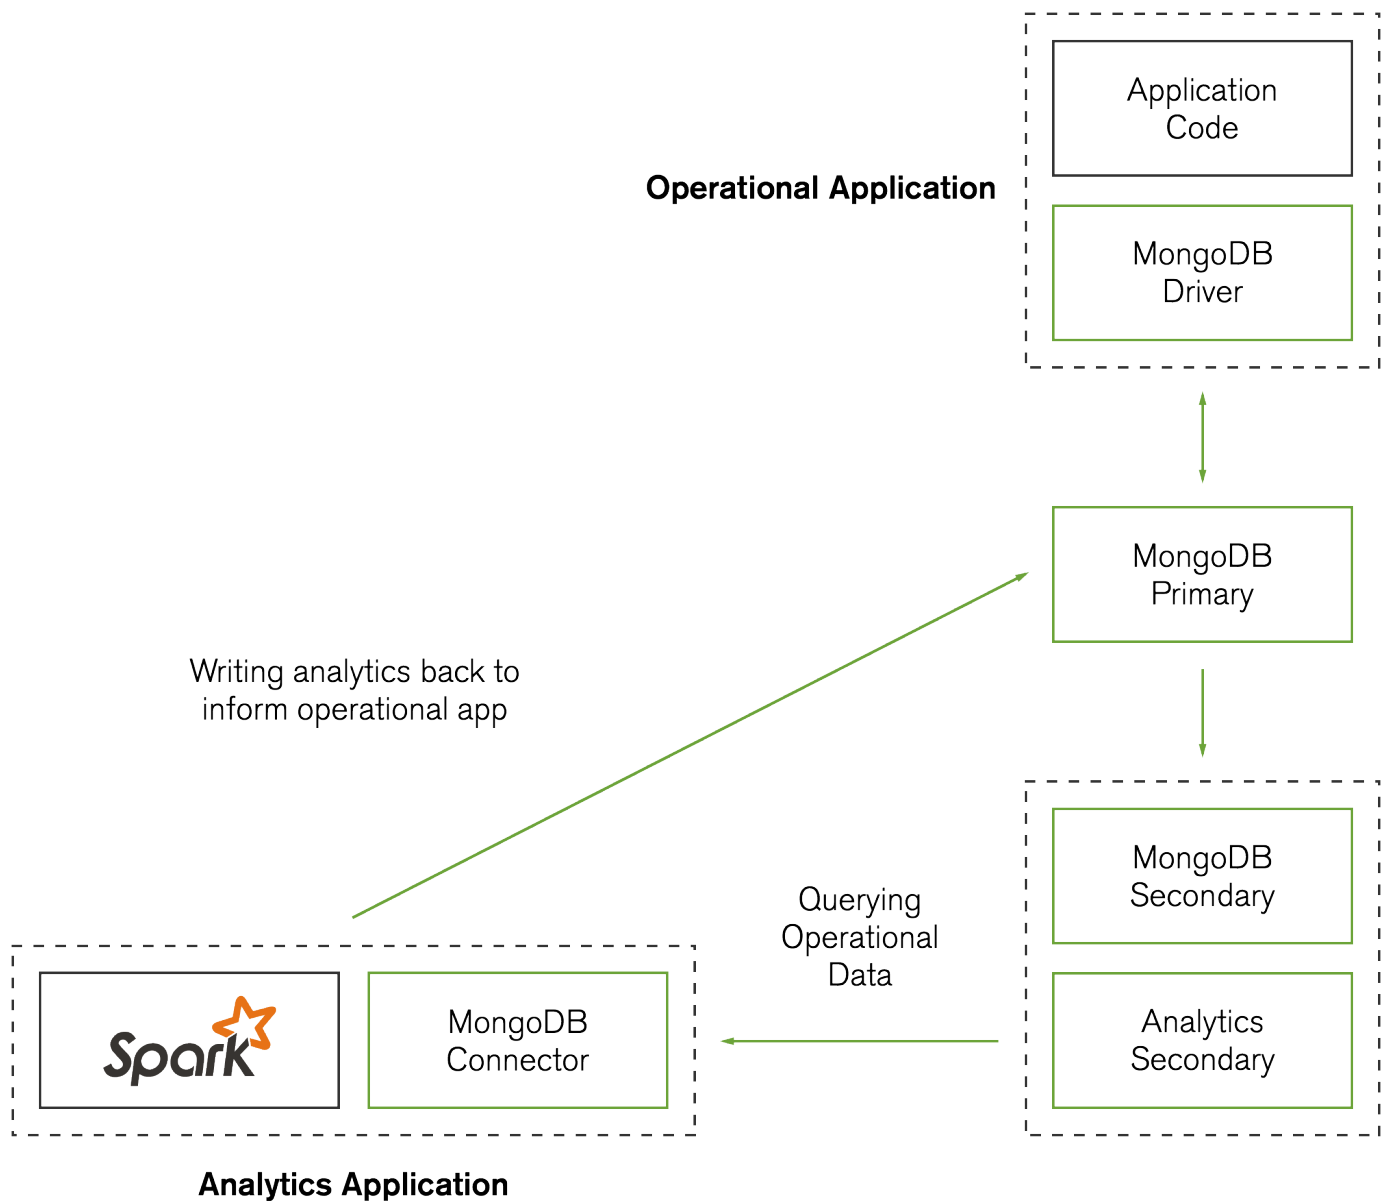 Application
Code
Operational Application
MongoDB
Driver
MongoDB
Primary
Writing analytics back to
inform operational app
MongoDB
Secondary
Querying
Operational
Data
Spark
MongoDB
Connector
Analytics
Secondary
Analytics Application